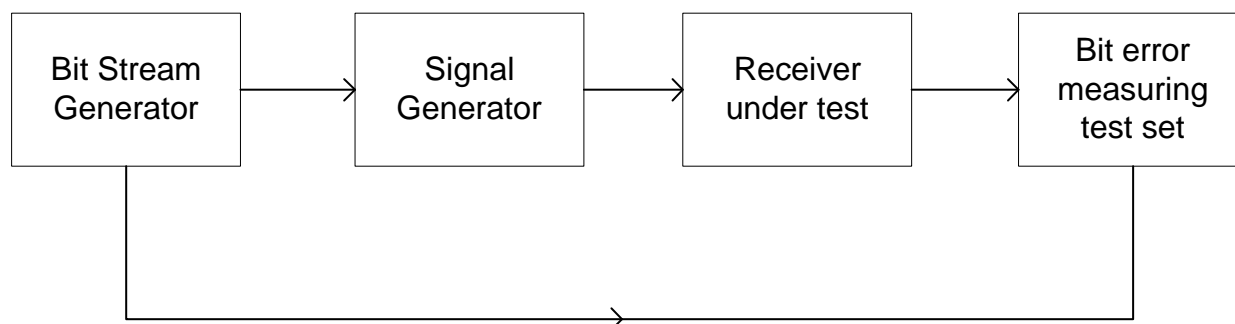 Bit Stream
Generator
Signal
Generator
Receiver
under test
Bit error
measuring
test set